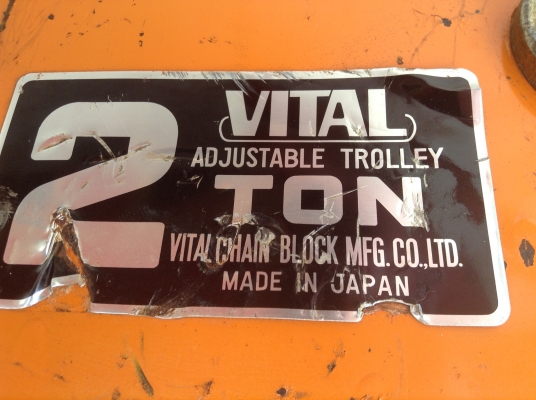 2
VITAL
ADJUSTABLE TROLLEY
TON
VITAL CHAIN BLOCK MFG. CO.,LTD.
MADE IN JAPAN